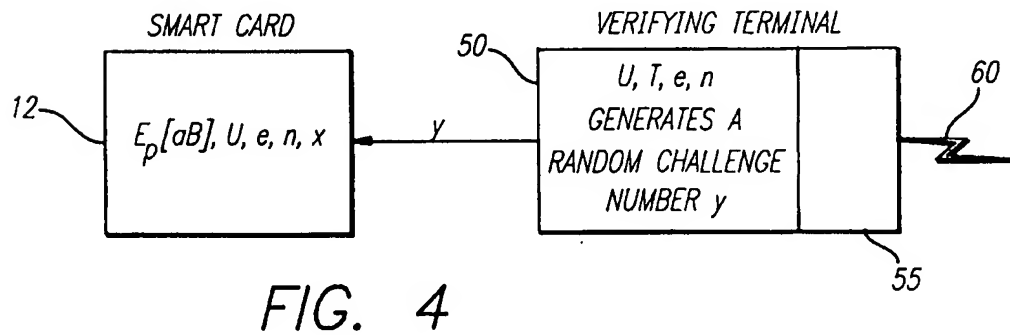 SMART CARD
VERIFYING TERMINAL
12
Ep[aB], U, e, n, x
y
50
U, T, e, n
GENERATES A
RANDOM CHALLENGE
NUMBER y
60
55
FIG. 4